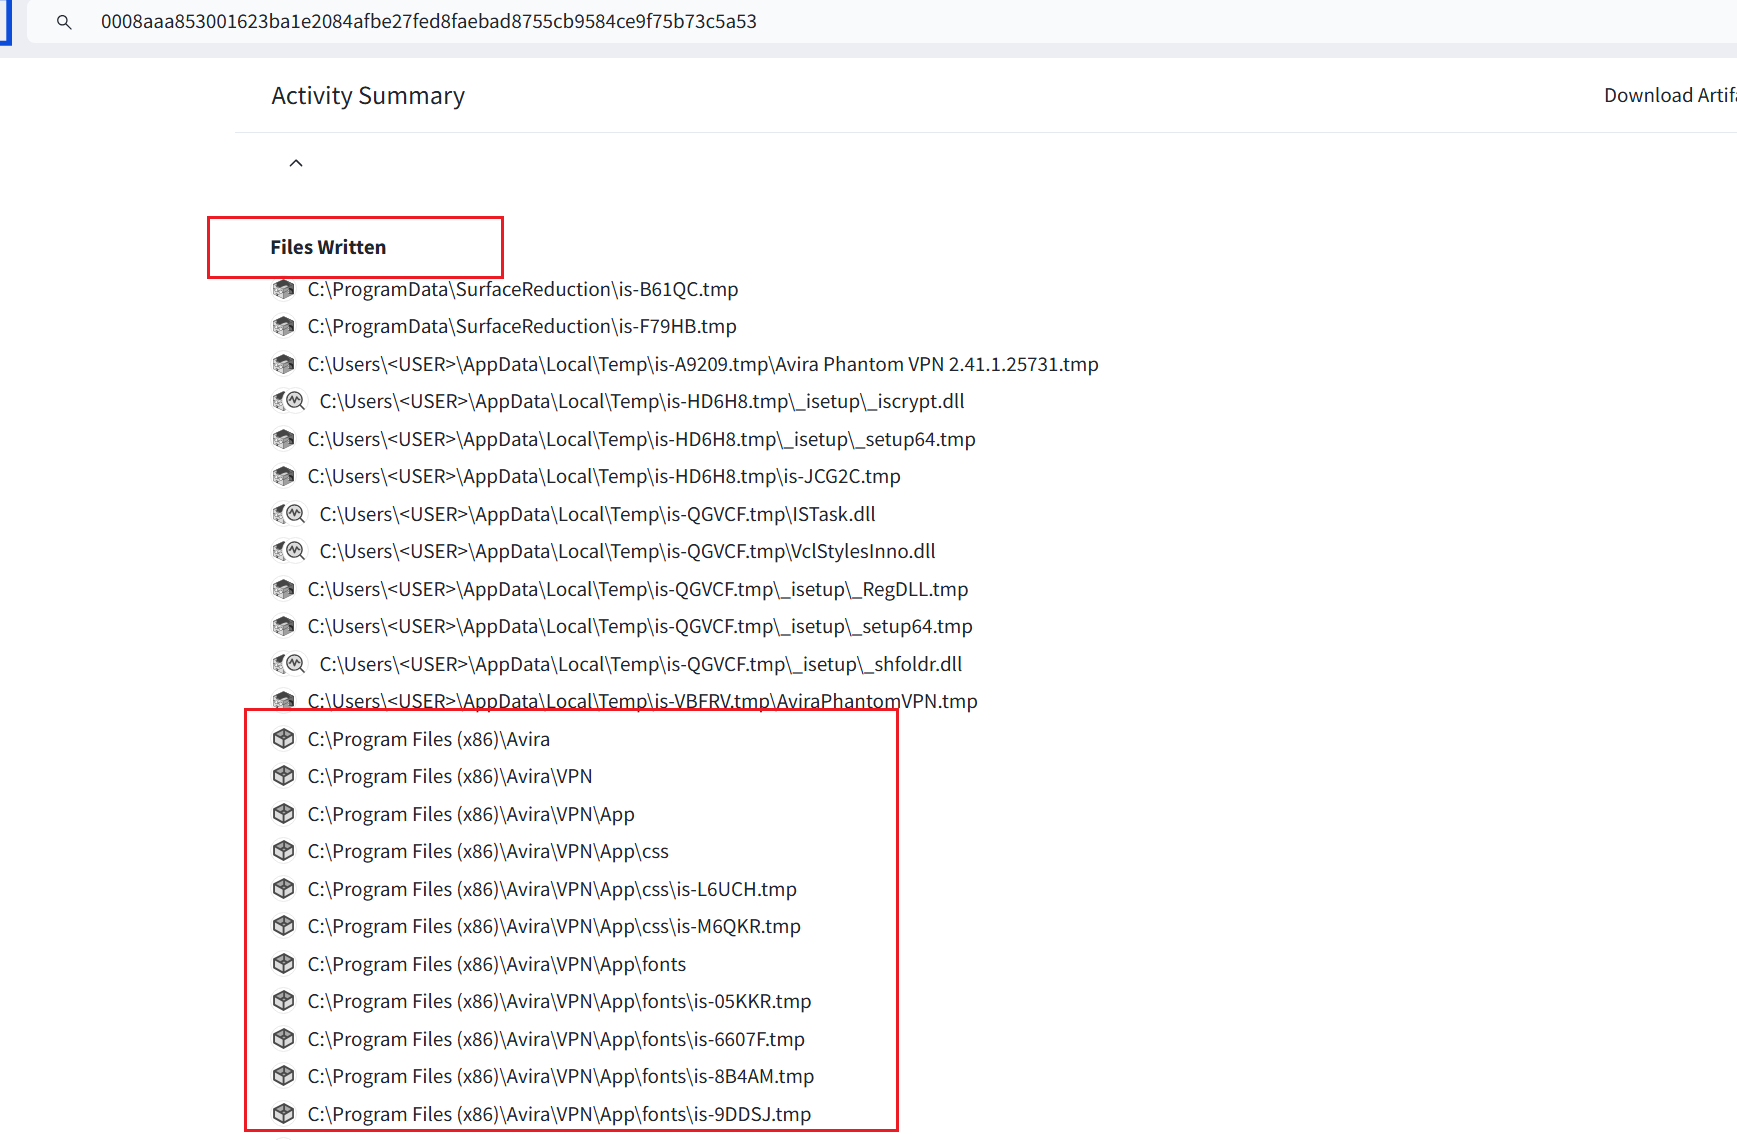 0008aaa853001623ba1e2084afbe27fed8faebad8755cb9584ce9f75b73c5a53
Activity Summary
Download Artifa
Files Written
C:\ProgramData\SurfaceReduction\is-B61QC.tmp
C:\ProgramData\SurfaceReduction\is-F79HB.tmp
C:\Users\<USER>\AppData\Local\Temp\is-A9209.tmp\Avira Phantom VPN 2.41.1.25731.tmp
C:\Users\<USER>\AppData\Local\Temp\is-HD6H8.tmp\_isetup\_iscrypt.dll
C:\Users\<USER>\AppData\Local\Temp\is-HD6H8.tmp\_isetup\_setup64.tmp
C:\Users\<USER>\AppData\Local\Temp\is-HD6H8.tmp\is-JCG2C.tmp
C:\Users\<USER>\AppData\Local\Temp\is-QGVCF.tmp\ISTask.dll
C:\Users\<USER>\AppData\Local\Temp\is-QGVCF.tmp\VclStylesInno.dll
C:\Users\<USER>\AppData\Local\Temp\is-QGVCF.tmp\_isetup\_RegDLL.tmp
C:\Users\<USER>\AppData\Local\Temp\is-QGVCF.tmp\_isetup\_setup64.tmp
C:\Users\<USER>\AppData\Local\Temp\is-QGVCF.tmp\_isetup\_shfoldr.dll
C:\Users\<USER>\AppData\Local\Temp\is-VBFRV.tmp\AviraPhantomVPN.tmp
C:\Program Files (x86)\Avira
C:\Program Files (x86)\Avira\VPN
C:\Program Files (x86)\Avira\VPN\App
C:\Program Files (x86)\Avira\VPN\App\css
C:\Program Files (x86)\Avira\VPN\App\css\is-L6UCH.tmp
C:\Program Files (x86)\Avira\VPN\App\css\is-M6QKR.tmp
C:\Program Files (x86)\Avira\VPN\App\fonts
C:\Program Files (x86)\Avira\VPN\App\fonts\is-05KKR.tmp
C:\Program Files (x86)\Avira\VPN\App\fonts\is-6607F.tmp
C:\Program Files (x86)\Avira\VPN\App\fonts\is-8B4AM.tmp
C:\Program Files (x86)\Avira\VPN\App\fonts\is-9DDSJ.tmp